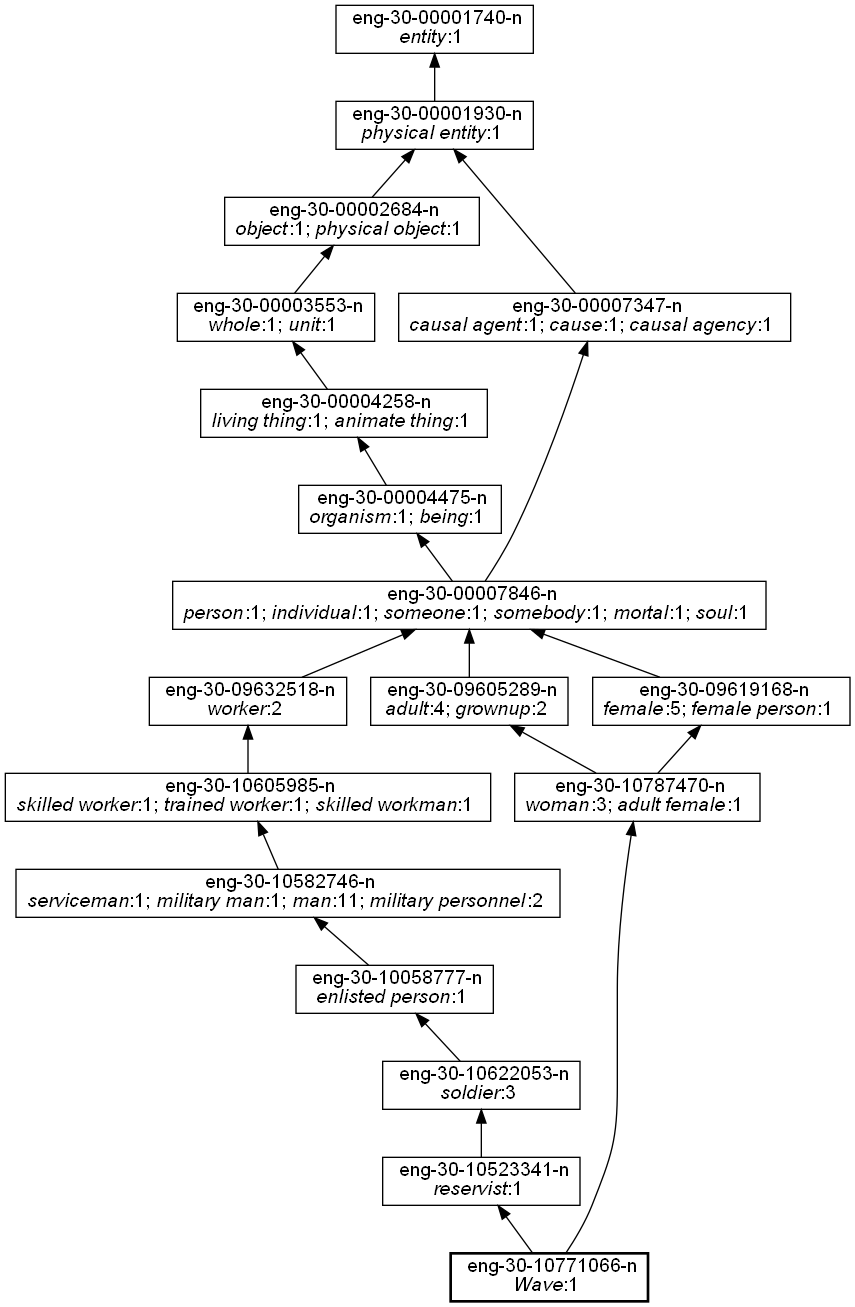 eng-30-00001740-n
entity:1
eng-30-00001930-n
physical entity:1
eng-30-00002684-n
object:1; physical object:1
eng-30-00003553-n
whole:1; unit:1
eng-30-00007347-n
causal agent:1; cause:1; causal agency:1
eng-30-00004258-n
living thing:1; animate thing:1
eng-30-00004475-n
organism:1; being:1
eng-30-00007846-n
person:1; individual:1; someone:1; somebody:1; mortal:1; soul:1
eng-30-09632518-n
worker:2
eng-30-09605289-n
adult:4; grownup:2
eng-30-09619168-n
female:5; female person:1
eng-30-10605985-n
skilled worker:1; trained worker:1; skilled workman:1
eng-30-10787470-n
woman:3; adult female:1
eng-30-10582746-n
serviceman:1; military man:1; man:11; military personnel:2
eng-30-10058777-n
enlisted person:1
eng-30-10622053-n
soldier:3
eng-30-10523341-n
reservist:1
eng-30-10771066-n
Wave:1